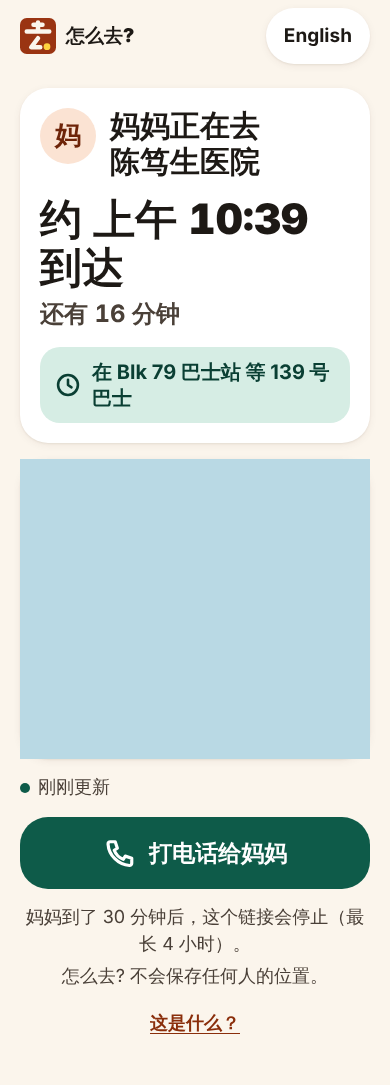 去
怎么去?
English
妈
妈妈正在去
陈笃生医院
约 上午 10:39
到达
还有 16 分钟
在 Blk 79 巴士站 等 139 号
巴士
刚刚更新
打电话给妈妈
妈妈到了 30 分钟后，这个链接会停止（最
长 4 小时）。
怎么去? 不会保存任何人的位置。
这是什么？